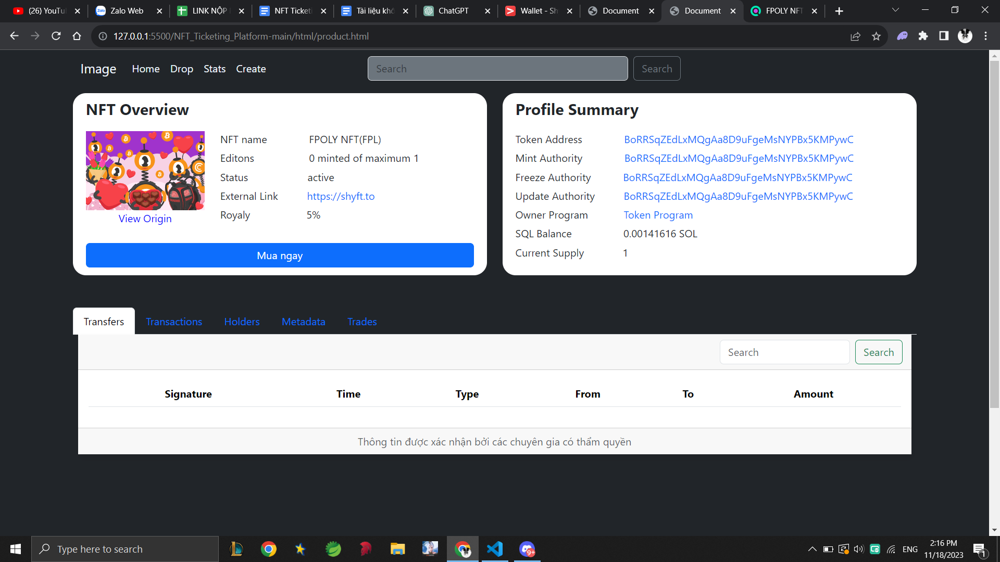 (26) YouTu
Zalo Web
LINK NỘP
NFT Ticketi
Tài liệu khô
ChatGPT
Wallet - Sh
Document
Document
FPOLY NFT
127.0.0.1:5500/NFT_Ticketing_Platform-main/html/product.html
Image Home Drop Stats Create Search Search
NFT Overview
NFT name FPOLY NFT(FPL)
Editons 0 minted of maximum 1
Status active
External Link https://shyft.to
Royaly 5%
View Origin
Mua ngay
Profile Summary
Token Address BoRRSqZEdLxMQgAa8D9uFgeMsNYPBx5KMPywC
Mint Authority BoRRSqZEdLxMQgAa8D9uFgeMsNYPBx5KMPywC
Freeze Authority BoRRSqZEdLxMQgAa8D9uFgeMsNYPBx5KMPywC
Update Authority BoRRSqZEdLxMQgAa8D9uFgeMsNYPBx5KMPywC
Owner Program Token Program
SQL Balance 0.00141616 SOL
Current Supply 1
Transfers Transactions Holders Metadata Trades
Search Search
Signature Time Type From To Amount
Thông tin được xác nhận bởi các chuyên gia có thẩm quyền
Type here to search
9+
ENG
2:16 PM
11/18/2023
1